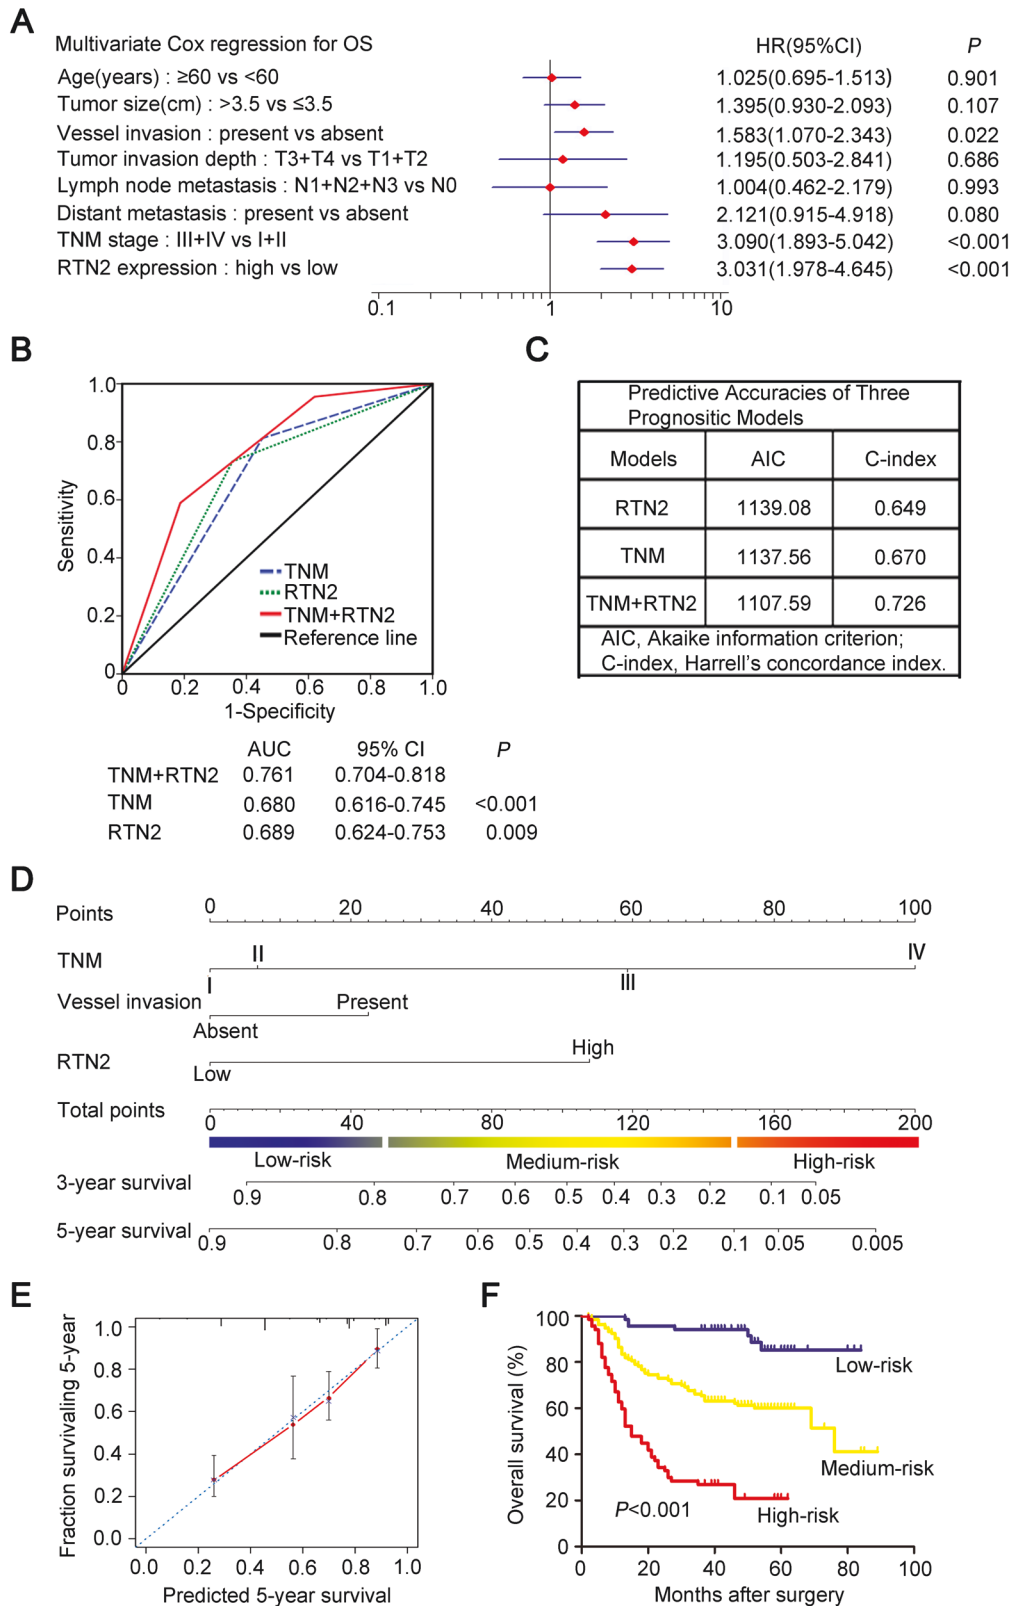 A
Multivariate Cox regression for OS HR(95%CI) P
Age(years) : ≥60 vs <60 1.025(0.695-1.513) 0.901
Tumor size(cm) : >3.5 vs ≤3.5 1.395(0.930-2.093) 0.107
Vessel invasion : present vs absent 1.583(1.070-2.343) 0.022
Tumor invasion depth : T3+T4 vs T1+T2 1.195(0.503-2.841) 0.686
Lymph node metastasis : N1+N2+N3 vs N0 1.004(0.462-2.179) 0.993
Distant metastasis : present vs absent 2.121(0.915-4.918) 0.080
TNM stage : III+IV vs I+II 3.090(1.893-5.042) <0.001
RTN2 expression : high vs low 3.031(1.978-4.645) <0.001
0.1 1 10
B
1.0
0.8
0.6
0.4
0.2
0
Sensitivity
TNM
RTN2
TNM+RTN2
Reference line
0 0.2 0.4 0.6 0.8 1.0
1-Specificity
AUC 95% CI P
TNM+RTN2 0.761 0.704-0.818
TNM 0.680 0.616-0.745 <0.001
RTN2 0.689 0.624-0.753 0.009
C
Predictive Accuracies of Three
Prognositic Models
Models AIC C-index
RTN2 1139.08 0.649
TNM 1137.56 0.670
TNM+RTN2 1107.59 0.726
AIC, Akaike information criterion;
C-index, Harrell's concordance index.
D
Points 0 20 40 60 80 100
TNM I II III IV
Vessel invasion Absent Present
RTN2 Low High
Total points 0 40 80 120 160 200
Low-risk Medium-risk High-risk
3-year survival 0.9 0.8 0.7 0.6 0.5 0.4 0.3 0.2 0.1 0.05
5-year survival 0.9 0.8 0.7 0.6 0.5 0.4 0.3 0.2 0.1 0.05 0.005
E
Fraction survivaling 5-year
1.0
0.8
0.6
0.4
0.2
0.0
0.0 0.2 0.4 0.6 0.8 1.0
Predicted 5-year survival
F
Overall survival (%)
100
80
60
40
20
0
Low-risk
Medium-risk
High-risk
P<0.001
0 20 40 60 80 100
Months after surgery